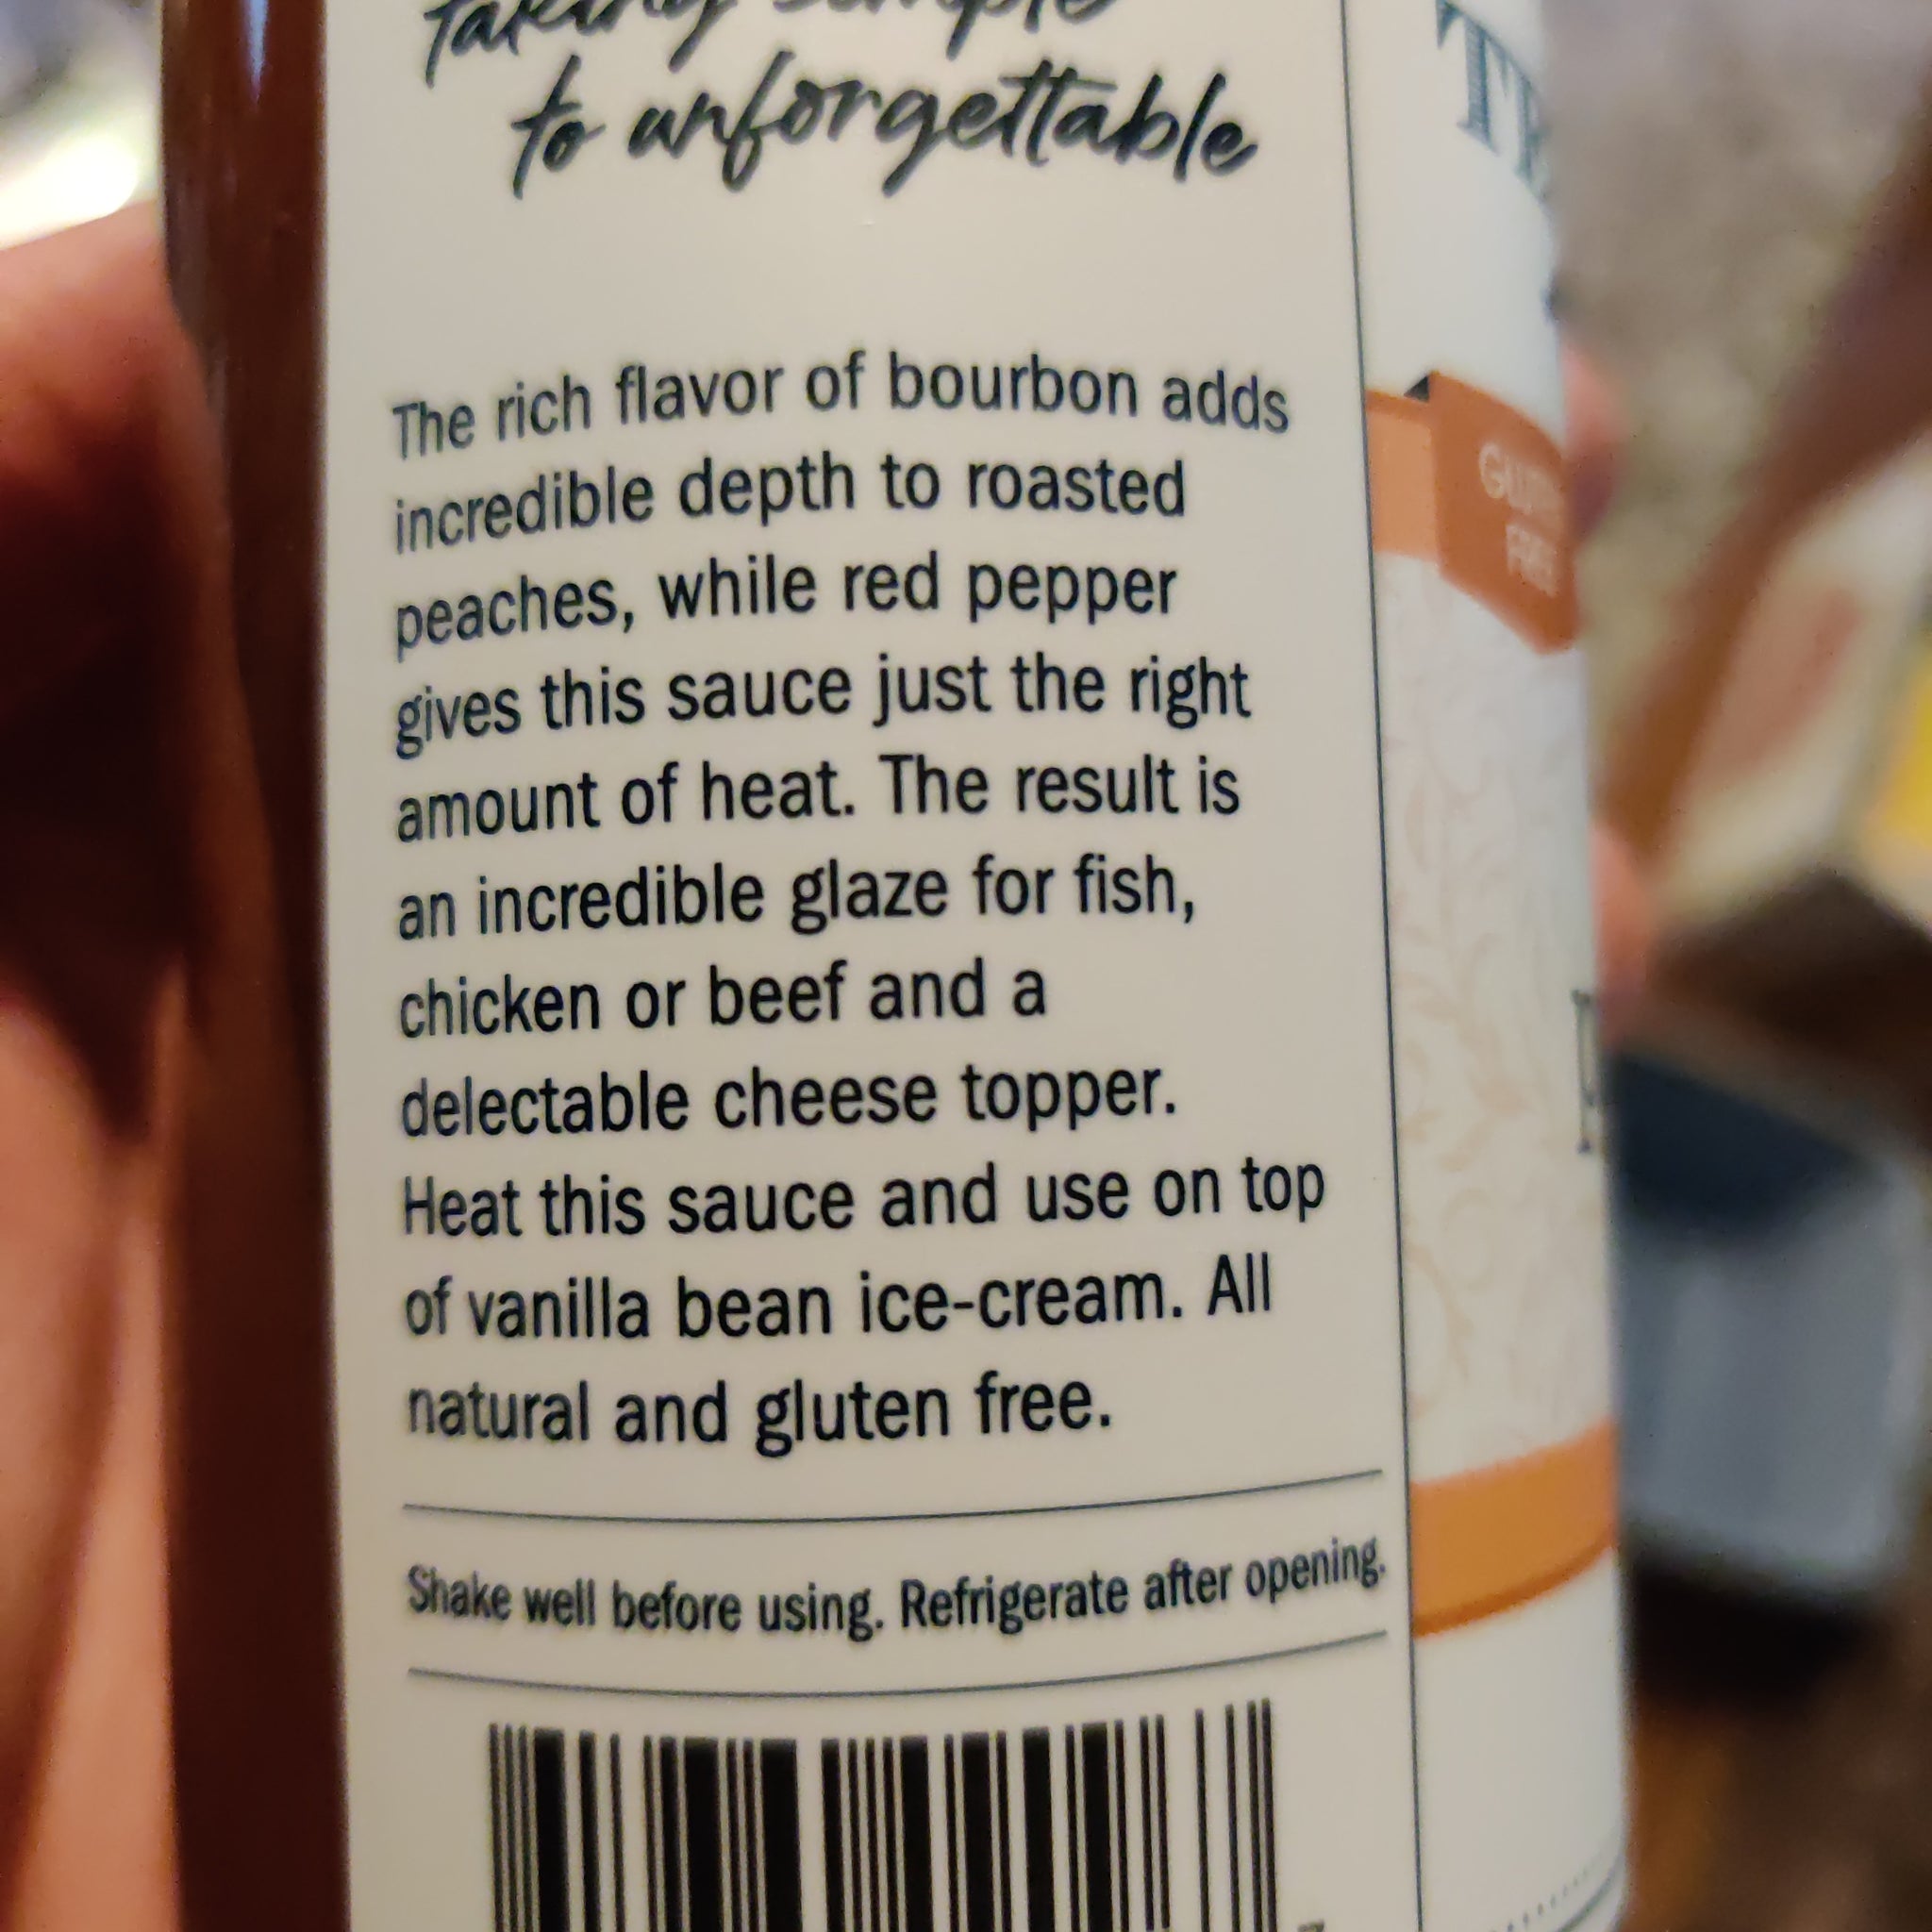 taking simple
to unforgettable
The rich flavor of bourbon adds
incredible depth to roasted
peaches, while red pepper
gives this sauce just the right
amount of heat. The result is
an incredible glaze for fish,
chicken or beef and a
delectable cheese topper.
Heat this sauce and use on top
of vanilla bean ice-cream. All
natural and gluten free.
Shake well before using. Refrigerate after opening.
FREE